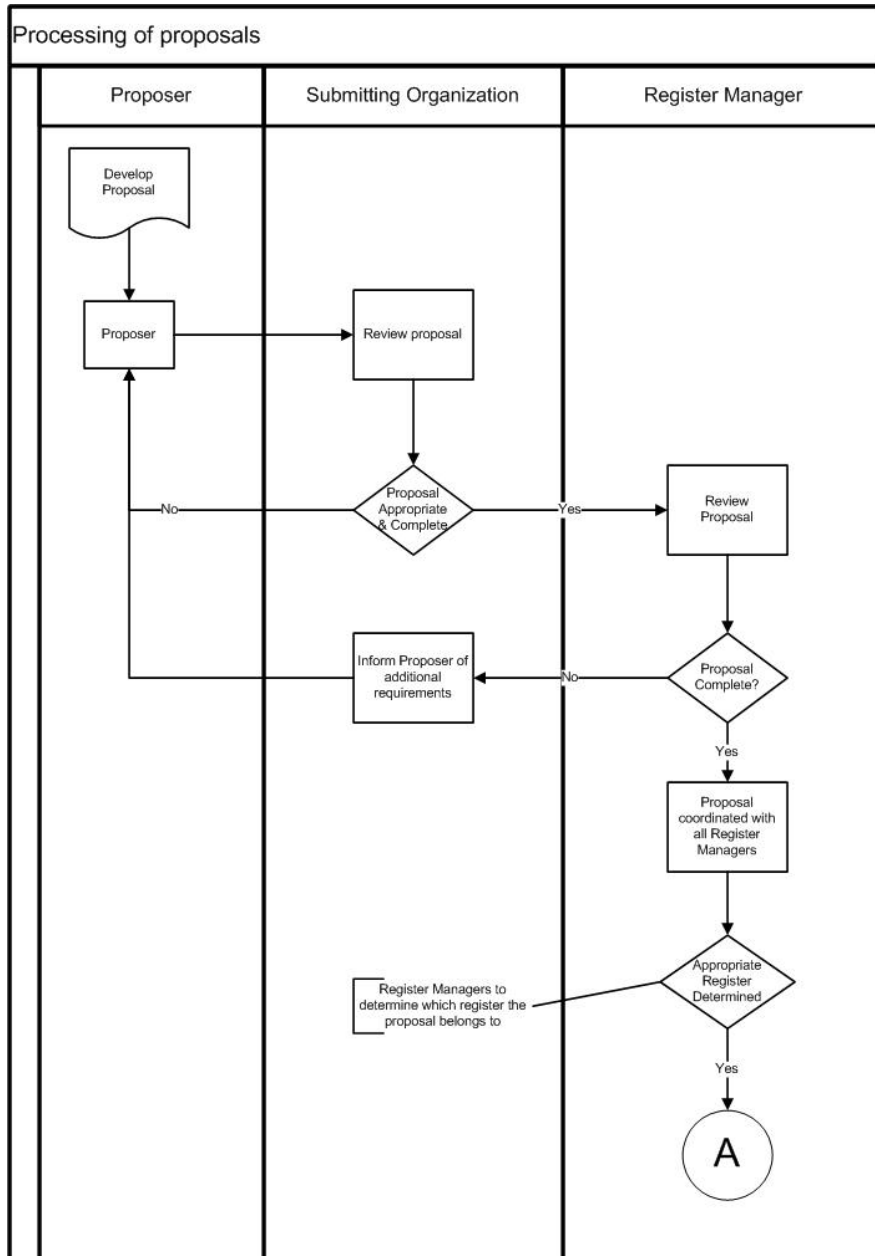 Processing of proposals
Proposer
Submitting Organization
Register Manager
Develop
Proposal
Proposer
Review proposal
Proposal
Appropriate
& Complete
No
Yes
Review
Proposal
Proposal
Complete?
No
Inform Proposer of
additional
requirements
Yes
Proposal
coordinated with
all Register
Managers
Appropriate
Register
Determined
Register Managers to
determine which register the
proposal belongs to
Yes
A